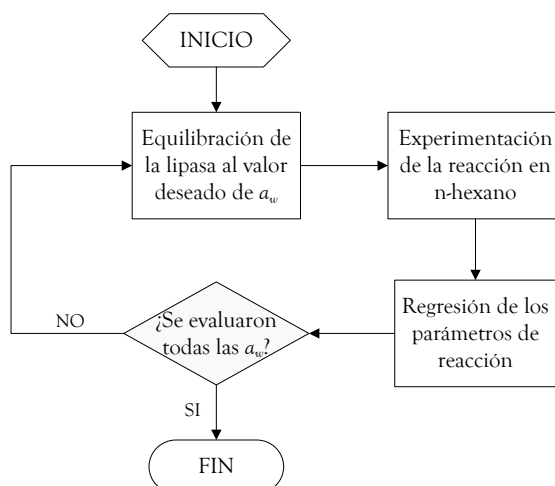 INICIO
Equilibración de
la lipasa al valor
deseado de a_w
Experimentación
de la reacción en
n-hexano
Regresión de los
parámetros de
reacción
¿Se evaluaron
todas las a_w?
NO
SI
FIN